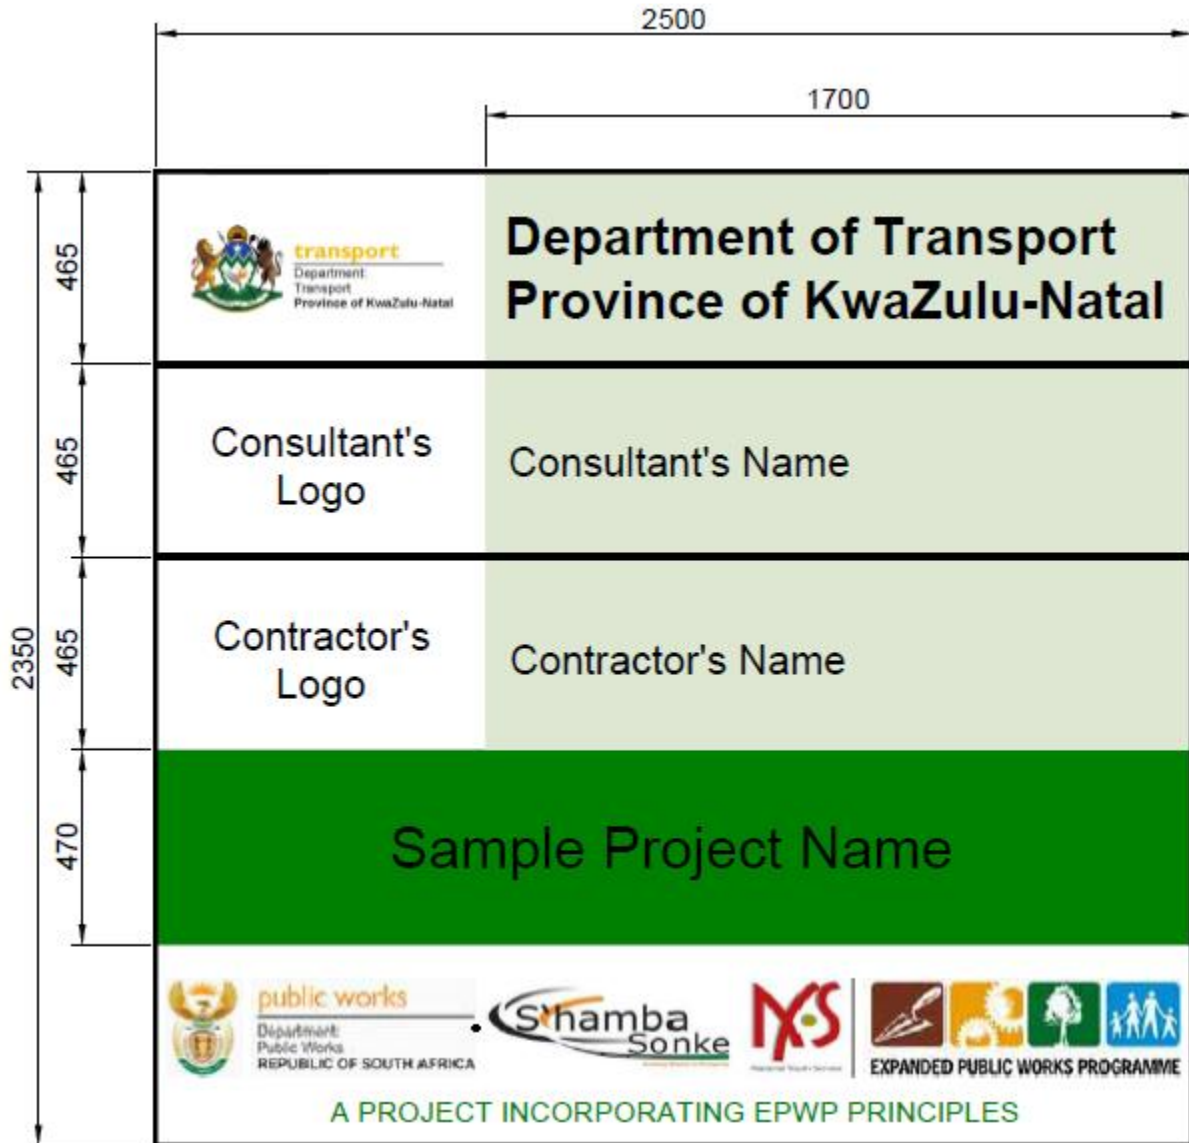 2500
1700
465
transport
Department:
Transport
Province of KwaZulu-Natal
Department of Transport
Province of KwaZulu-Natal
465
Consultant's
Logo
Consultant's Name
2350
465
Contractor's
Logo
Contractor's Name
470
Sample Project Name
public works
Department:
Public Works
REPUBLIC OF SOUTH AFRICA
S'hamba
Sonke
NYS
EXPANDED PUBLIC WORKS PROGRAMME
A PROJECT INCORPORATING EPWP PRINCIPLES